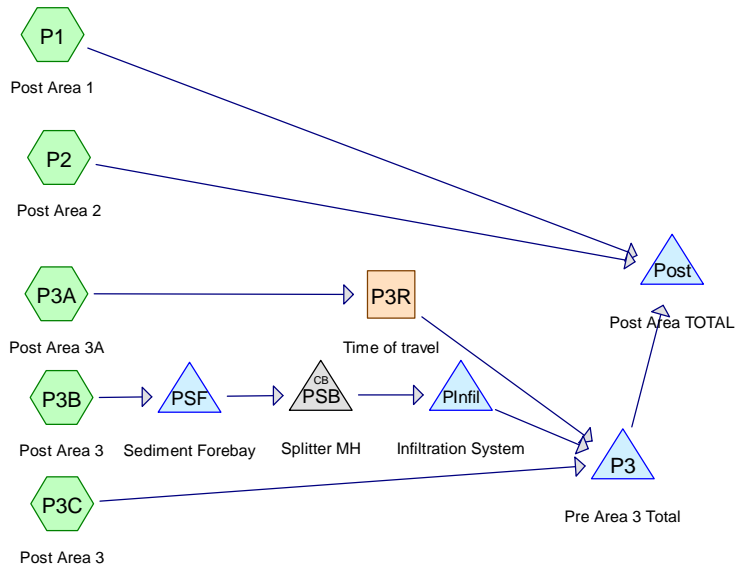 P1
Post Area 1
P2
Post Area 2
Post
Post Area TOTAL
P3A
Post Area 3A
P3R
Time of travel
P3B
Post Area 3
PSF
Sediment Forebay
CB
PSB
Splitter MH
PInfil
Infiltration System
P3
Pre Area 3 Total
P3C
Post Area 3